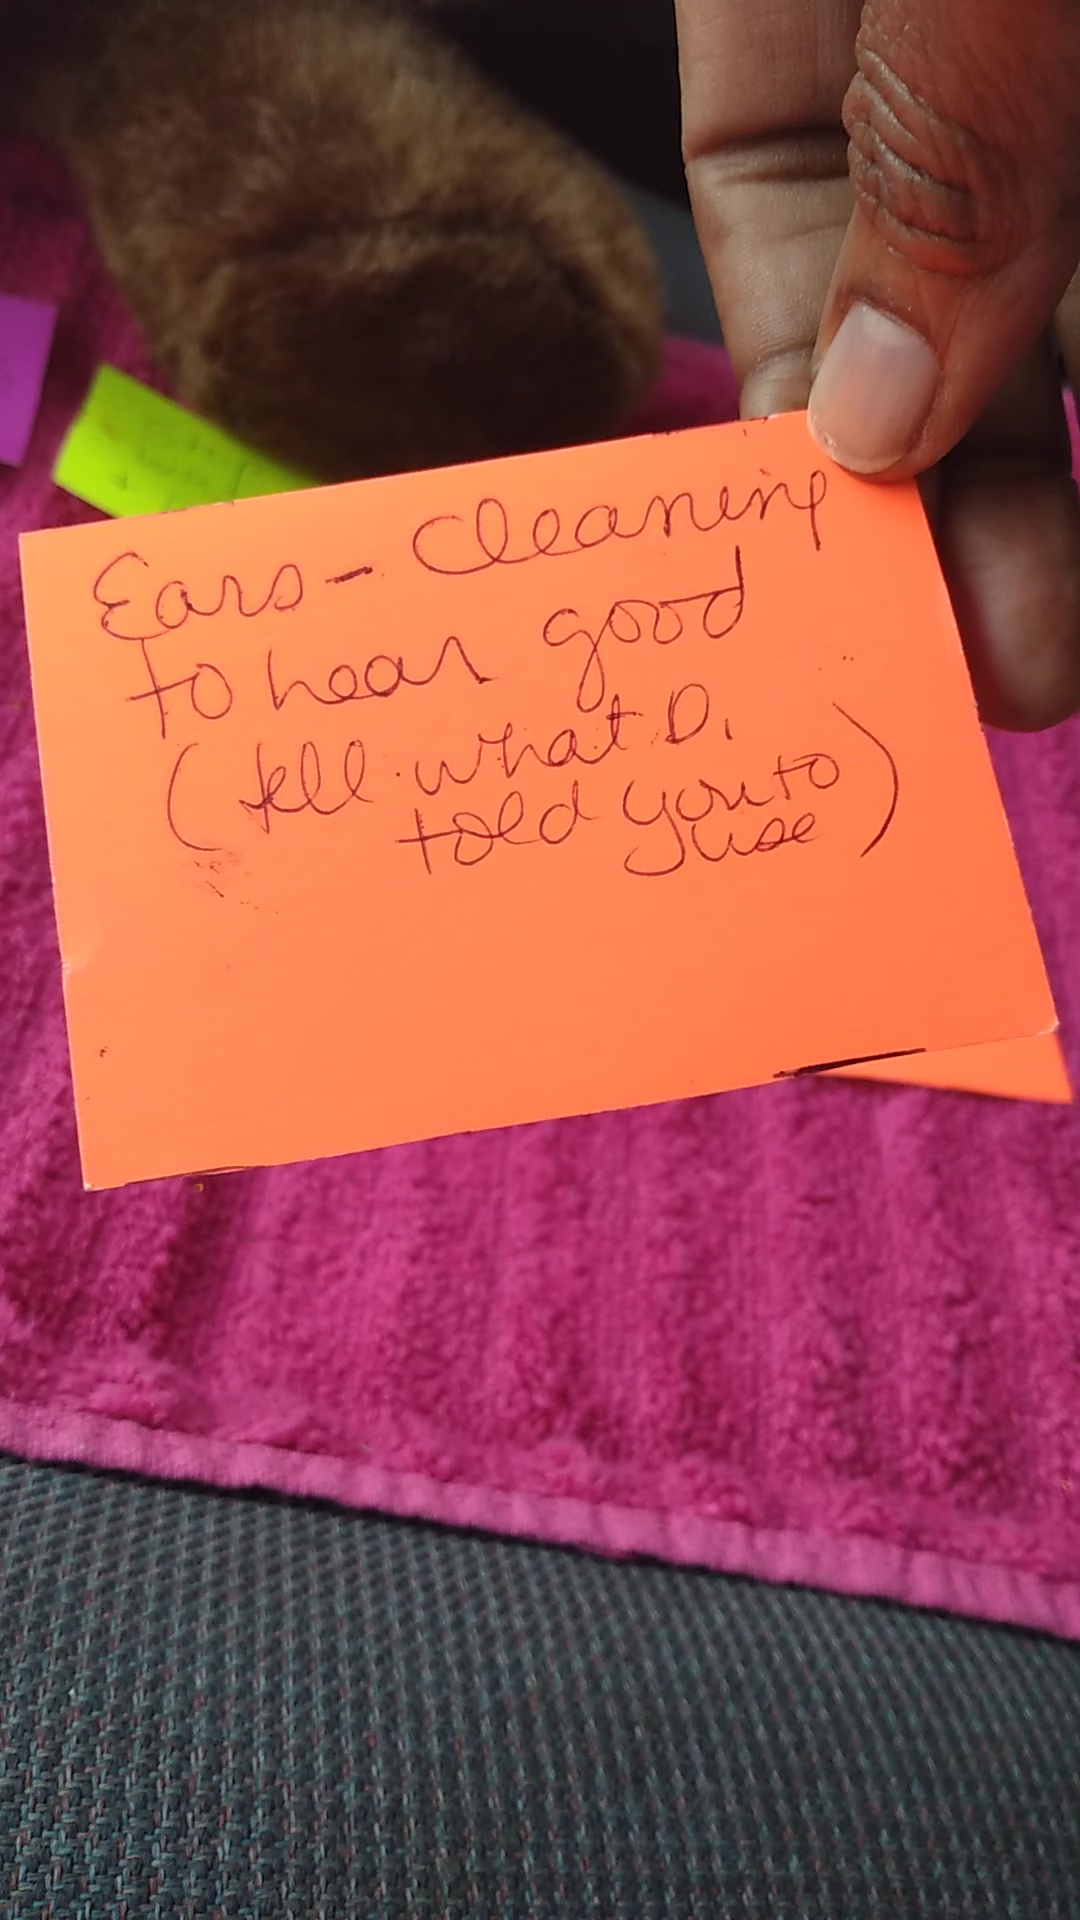 Ears - Cleaning
to hear good
(tell what D.
told you to
use)